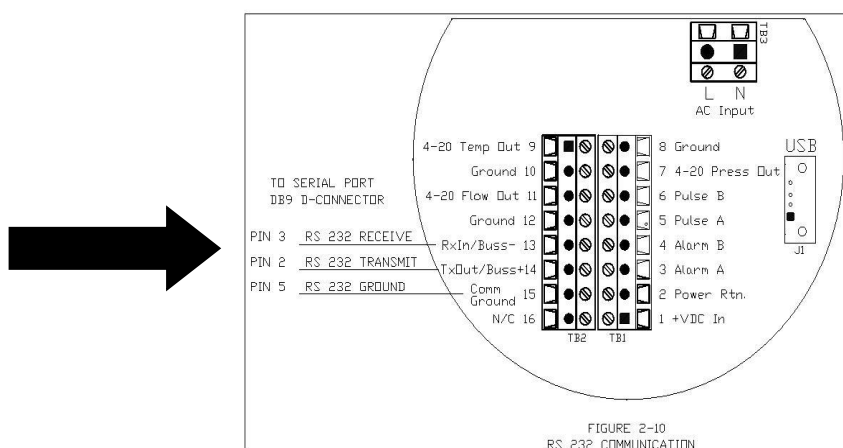 TB3
L N
AC Input
4-20 Temp Out 9
Ground 10
4-20 Flow Out 11
Ground 12
RxIn/Buss- 13
TxOut/Buss+14
Comm
Ground 15
N/C 16
8 Ground
7 4-20 Press Out
6 Pulse B
5 Pulse A
4 Alarm B
3 Alarm A
2 Power Rtn.
1 +VDC In
USB
J1
TO SERIAL PORT
DB9 D-CONNECTOR
PIN 3 RS 232 RECEIVE
PIN 2 RS 232 TRANSMIT
PIN 5 RS 232 GROUND
TB2 TB1
FIGURE 2-10
RS 232 COMMUNICATION